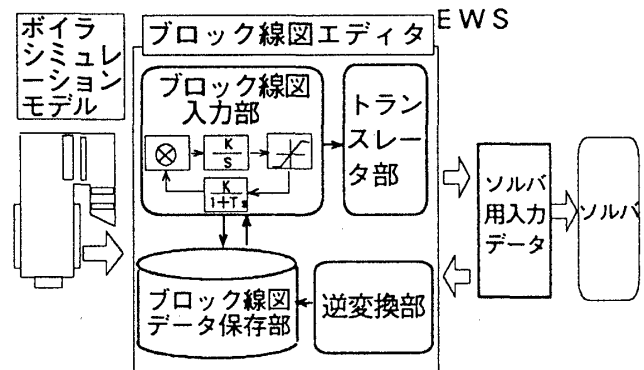 ボイラ
シミュレ
ーション
モデル
ブロック線図エディタ
EWS
ブロック線図
入力部
⊗
K
S
K
1+Ts
トラン
スレー
タ部
ブロック線図
データ保存部
逆変換部
ソルバ
用入力
データ
ソルバ